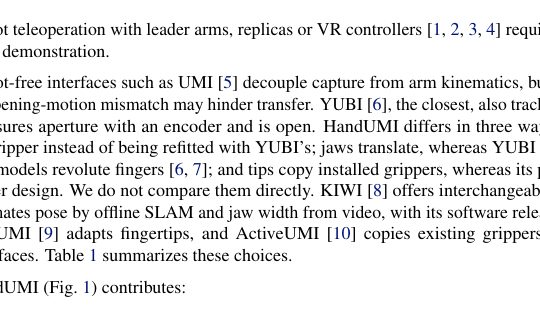 ot teleoperation with leader arms, replicas or VR controllers [1, 2, 3, 4] requi
demonstration.
ot-free interfaces such as UMI [5] decouple capture from arm kinematics, bu
pening-motion mismatch may hinder transfer. YUBI [6], the closest, also trac
sures aperture with an encoder and is open. HandUMI differs in three way
ripper instead of being refitted with YUBI's; jaws translate, whereas YUBI
models revolute fingers [6, 7]; and tips copy installed grippers, whereas its p
er design. We do not compare them directly. KIWI [8] offers interchangeab
nates pose by offline SLAM and jaw width from video, with its software rele
UMI [9] adapts fingertips, and ActiveUMI [10] copies existing grippers
faces. Table 1 summarizes these choices.
dUMI (Fig. 1) contributes: